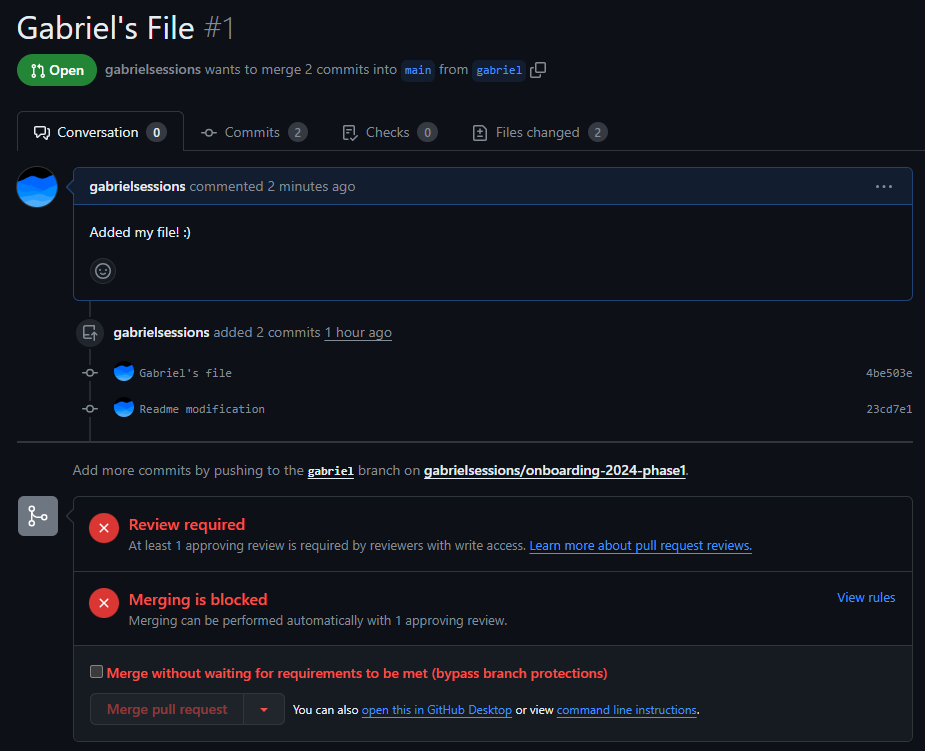 Gabriel's File #1
Open gabrielsessions wants to merge 2 commits into main from gabriel
Conversation 0 Commits 2 Checks 0 Files changed 2
gabrielsessions commented 2 minutes ago
Added my file! :)
gabrielsessions added 2 commits 1 hour ago
Gabriel's file 4be503e
Readme modification 23cd7e1
Add more commits by pushing to the gabriel branch on gabrielsessions/onboarding-2024-phase1.
Review required
At least 1 approving review is required by reviewers with write access. Learn more about pull request reviews.
Merging is blocked View rules
Merging can be performed automatically with 1 approving review.
Merge without waiting for requirements to be met (bypass branch protections)
Merge pull request You can also open this in GitHub Desktop or view command line instructions.